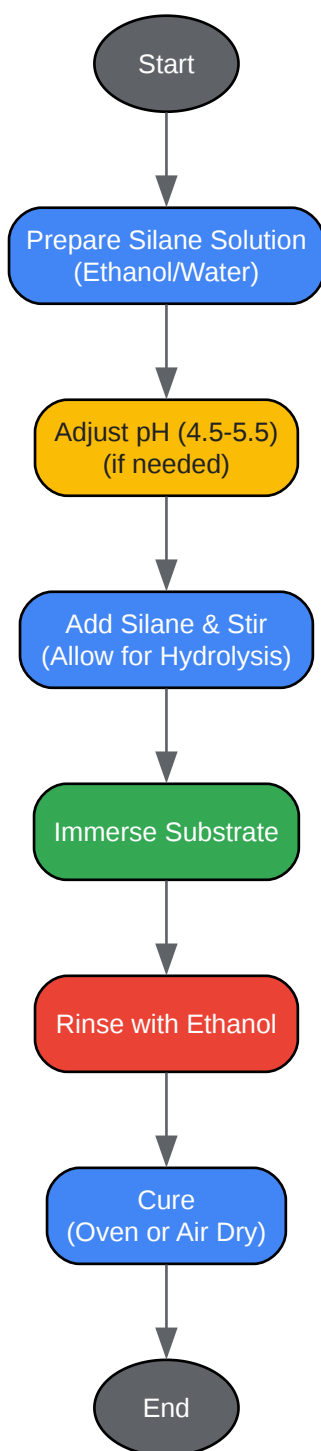 Start
Prepare Silane Solution
(Ethanol/Water)
Adjust pH (4.5-5.5)
(if needed)
Add Silane & Stir
(Allow for Hydrolysis)
Immerse Substrate
Rinse with Ethanol
Cure
(Oven or Air Dry)
End